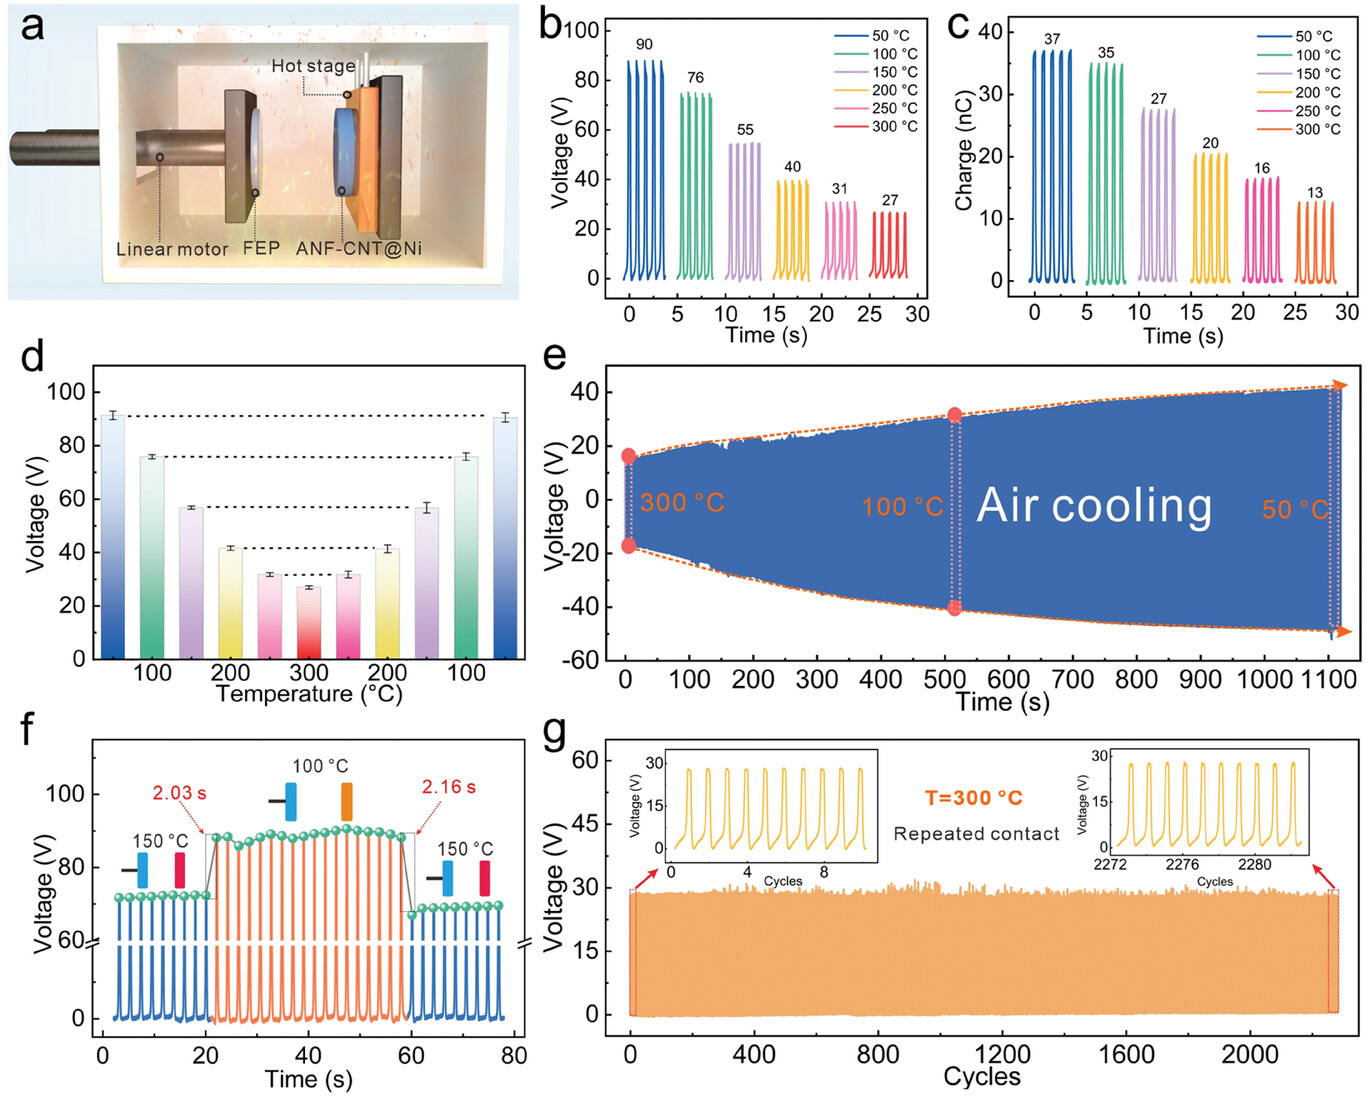 a
Hot stage
Linear motor FEP ANF-CNT@Ni
b
100
80
60
40
20
0
Voltage (V)
90
76
55
40
31
27
50 °C
100 °C
150 °C
200 °C
250 °C
300 °C
0 5 10 15 20 25 30
Time (s)
c
40
30
20
10
0
Charge (nC)
37
35
27
20
16
13
50 °C
100 °C
150 °C
200 °C
250 °C
300 °C
0 5 10 15 20 25 30
Time (s)
d
100
80
60
40
20
0
Voltage (V)
100 200 300 200 100
Temperature (°C)
e
40
20
0
-20
-40
-60
Voltage (V)
300 °C
100 °C
Air cooling
50 °C
0 100 200 300 400 500 600 700 800 900 1000 1100
Time (s)
f
100
80
60
0
Voltage (V)
100 °C
2.03 s
2.16 s
150 °C
150 °C
0 20 40 60 80
Time (s)
g
60
45
30
15
0
Voltage (V)
30
15
0
Voltage (V)
0 4 8
Cycles
T=300 °C
Repeated contact
30
15
0
Voltage (V)
2272 2276 2280
Cycles
0 400 800 1200 1600 2000
Cycles